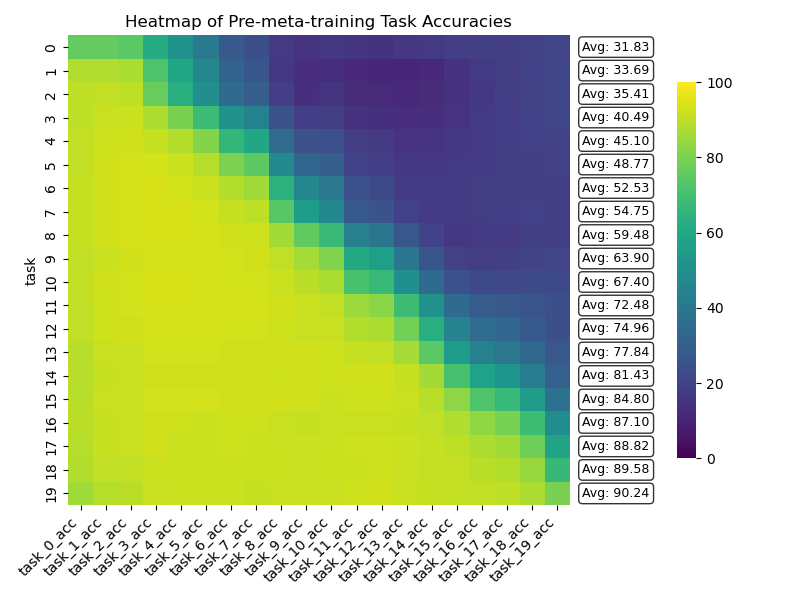 Heatmap of Pre-meta-training Task Accuracies
task
0
1
2
3
4
5
6
7
8
9
10
11
12
13
14
15
16
17
18
19
Avg: 31.83
Avg: 33.69
Avg: 35.41
Avg: 40.49
Avg: 45.10
Avg: 48.77
Avg: 52.53
Avg: 54.75
Avg: 59.48
Avg: 63.90
Avg: 67.40
Avg: 72.48
Avg: 74.96
Avg: 77.84
Avg: 81.43
Avg: 84.80
Avg: 87.10
Avg: 88.82
Avg: 89.58
Avg: 90.24
100
80
60
40
20
0
task_0_acc
task_1_acc
task_2_acc
task_3_acc
task_4_acc
task_5_acc
task_6_acc
task_7_acc
task_8_acc
task_9_acc
task_10_acc
task_11_acc
task_12_acc
task_13_acc
task_14_acc
task_15_acc
task_16_acc
task_17_acc
task_18_acc
task_19_acc